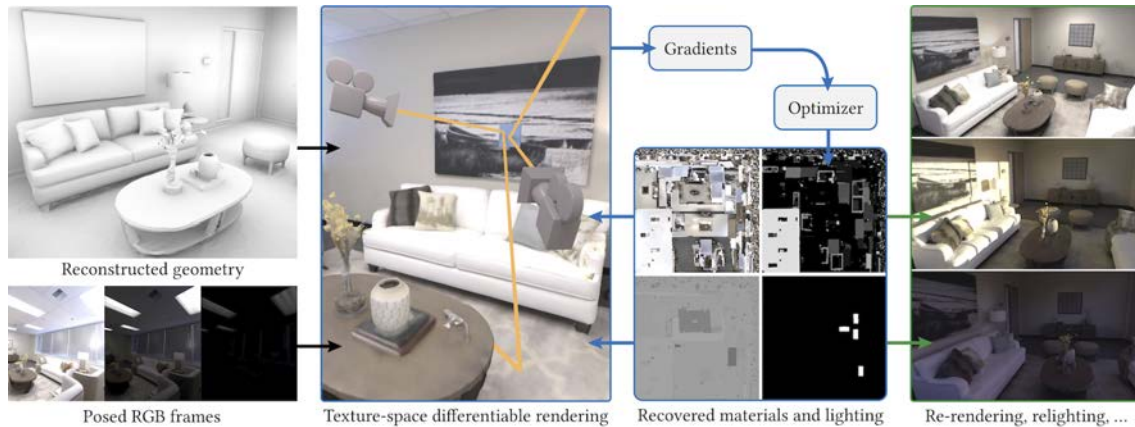 Gradients
Optimizer
Reconstructed geometry
Posed RGB frames
Texture-space differentiable rendering
Recovered materials and lighting
Re-rendering, relighting, ...